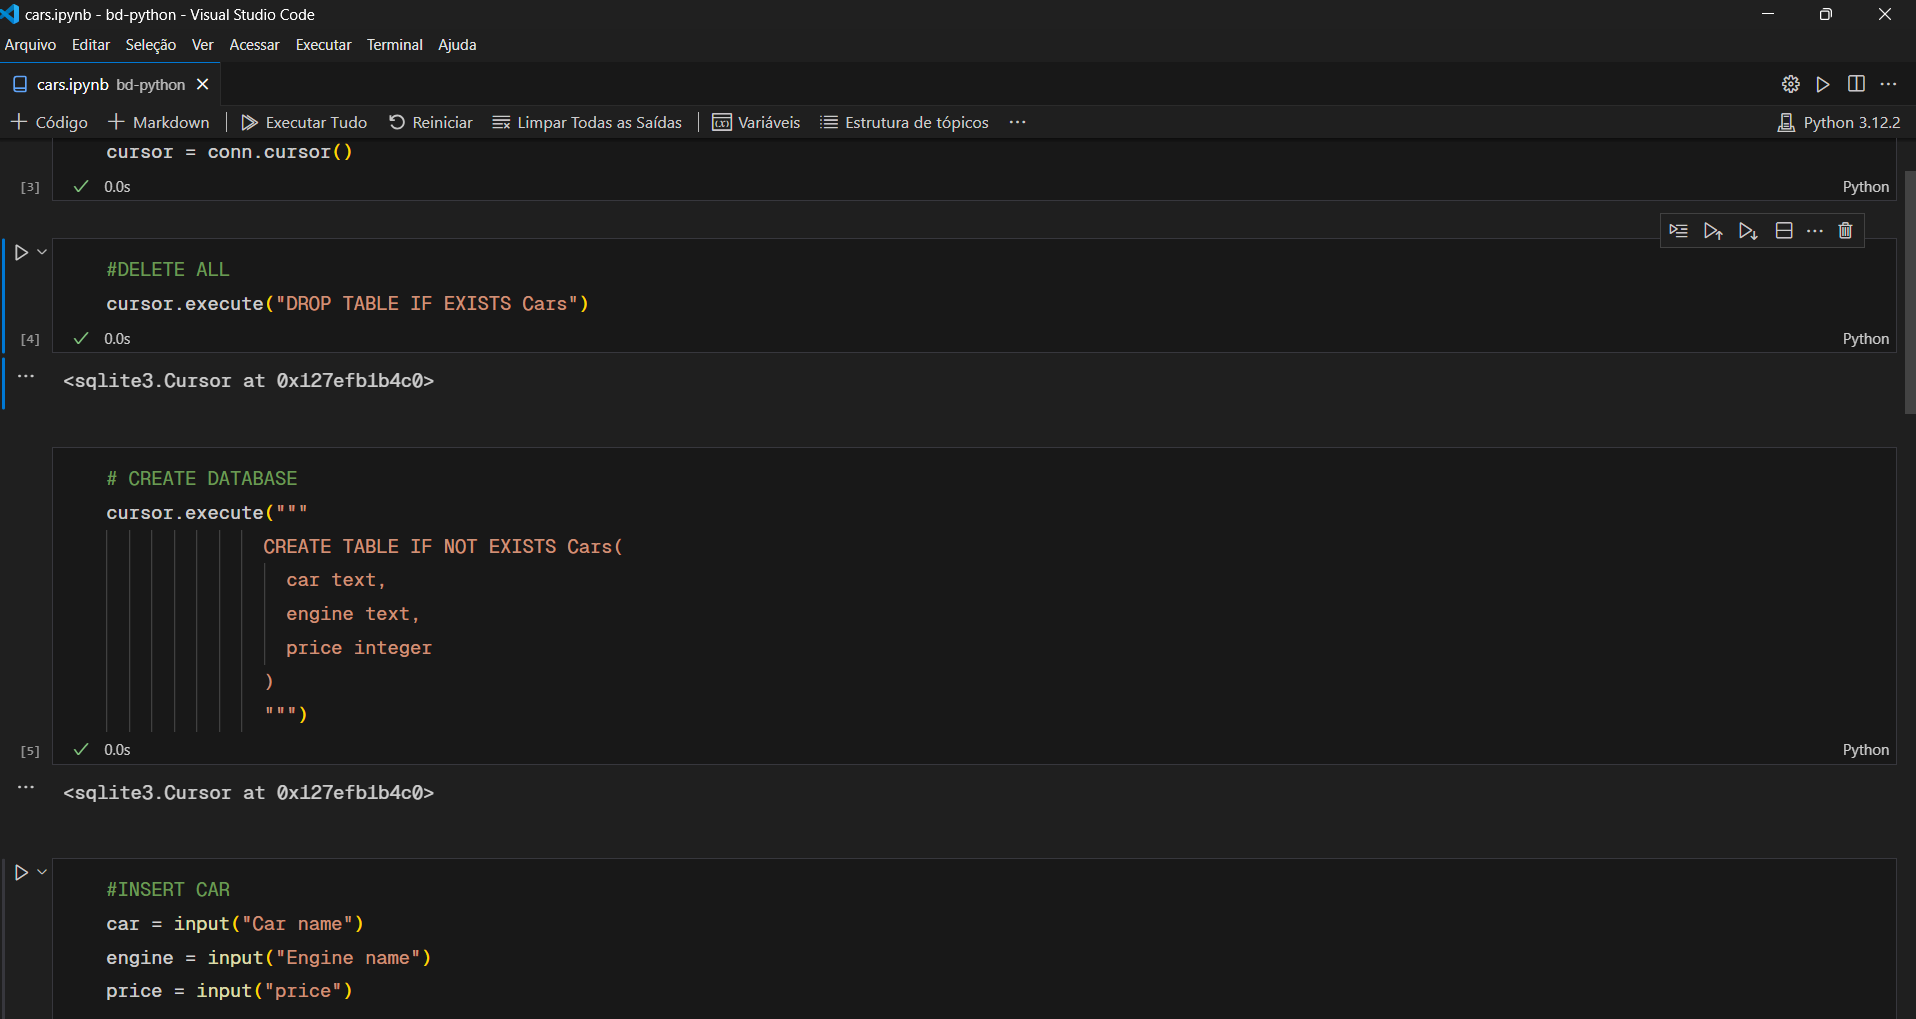 cars.ipynb - bd-python - Visual Studio Code
Arquivo Editar Seleção Ver Acessar Executar Terminal Ajuda
cars.ipynb bd-python
Código Markdown Executar Tudo Reiniciar Limpar Todas as Saídas Variáveis Estrutura de tópicos ... Python 3.12.2
cursor = conn.cursor()
[3] 0.0s Python
#DELETE ALL
cursor.execute("DROP TABLE IF EXISTS Cars")
[4] 0.0s Python
... <sqlite3.Cursor at 0x127efb1b4c0>
# CREATE DATABASE
cursor.execute("""
CREATE TABLE IF NOT EXISTS Cars(
car text,
engine text,
price integer
)
""")
[5] 0.0s Python
... <sqlite3.Cursor at 0x127efb1b4c0>
#INSERT CAR
car = input("Car name")
engine = input("Engine name")
price = input("price")